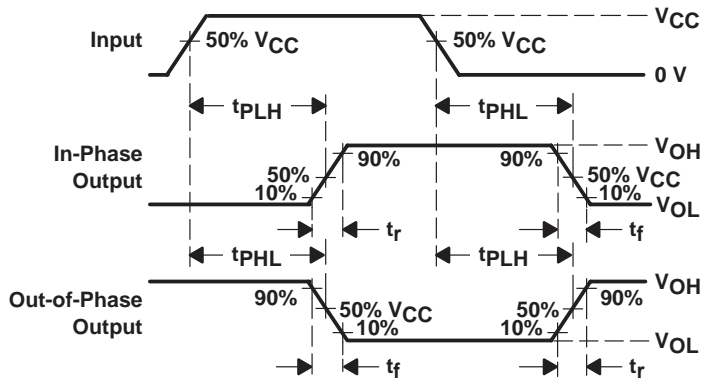 VCC
Input
50% VCC
50% VCC
0 V
tPLH
tPHL
In-Phase
Output
VOH
90%
90%
50%
10%
50% VCC
10%
VOL
tr
tf
tPHL
tPLH
Out-of-Phase
Output
VOH
90%
90%
50% VCC
10%
50%
10%
VOL
tf
tr